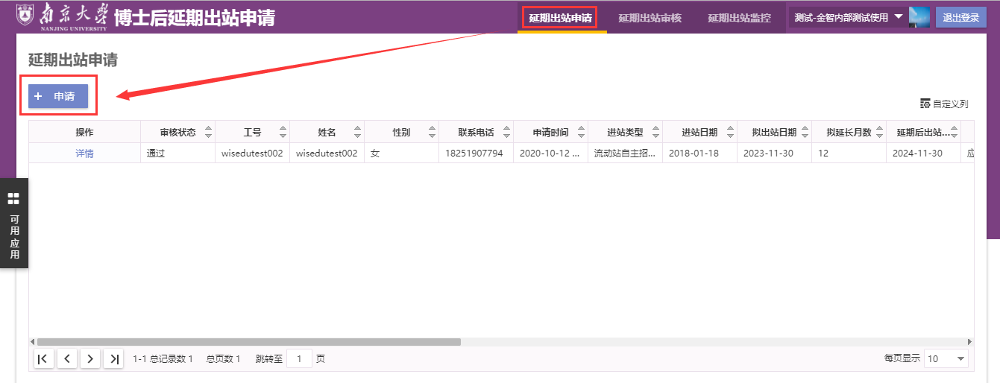 南京大学 博士后延期出站申请 延期出站申请 延期出站审核 延期出站监控 测试-金智内部测试使用 退出登录
NANJING UNIVERSITY
延期出站申请
+ 申请
自定义列
操作 审核状态 工号 姓名 性别 联系电话 申请时间 进站类型 进站日期 拟出站日期 拟延长月数 延期后出站...
详情 通过 wisedutest002 wisedutest002 女 18251907794 2020-10-12 ... 流动站自主招... 2018-01-18 2023-11-30 12 2024-11-30 应
可用应用
1-1 总记录数 1 总页数 1 跳转至 1 页 每页显示 10